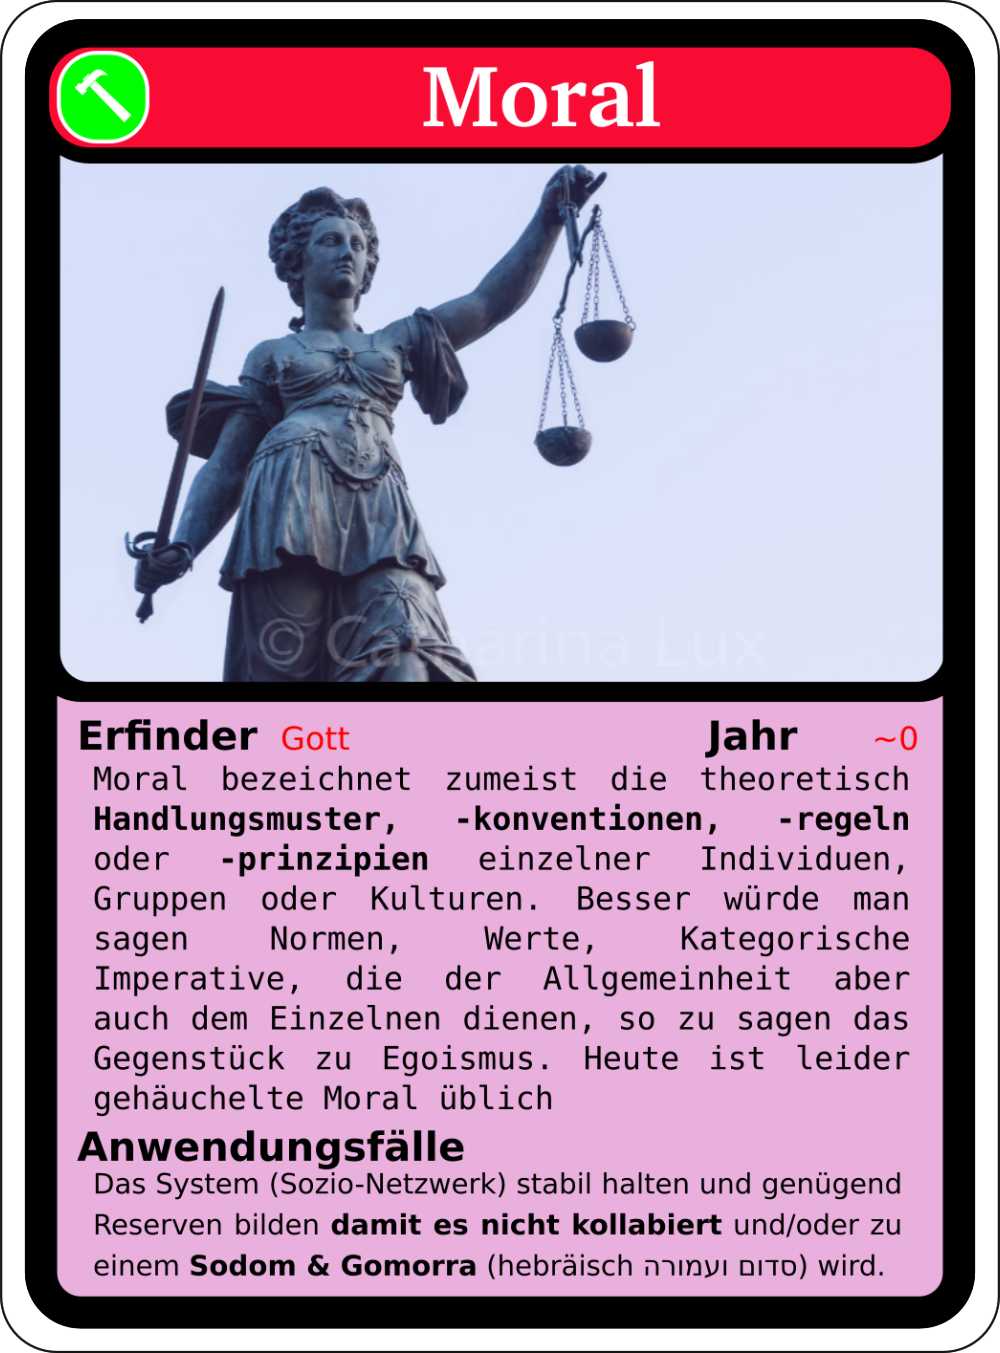 Moral
© Catharina Lux
Erfinder Gott Jahr ~0
Moral bezeichnet zumeist die theoretisch
Handlungsmuster, -konventionen, -regeln
oder -prinzipien einzelner Individuen,
Gruppen oder Kulturen. Besser würde man
sagen Normen, Werte, Kategorische
Imperative, die der Allgemeinheit aber
auch dem Einzelnen dienen, so zu sagen das
Gegenstück zu Egoismus. Heute ist leider
gehäuchelte Moral üblich
Anwendungsfälle
Das System (Sozio-Netzwerk) stabil halten und genügend
Reserven bilden damit es nicht kollabiert und/oder zu
einem Sodom & Gomorra (hebräisch סדום ועמורה) wird.